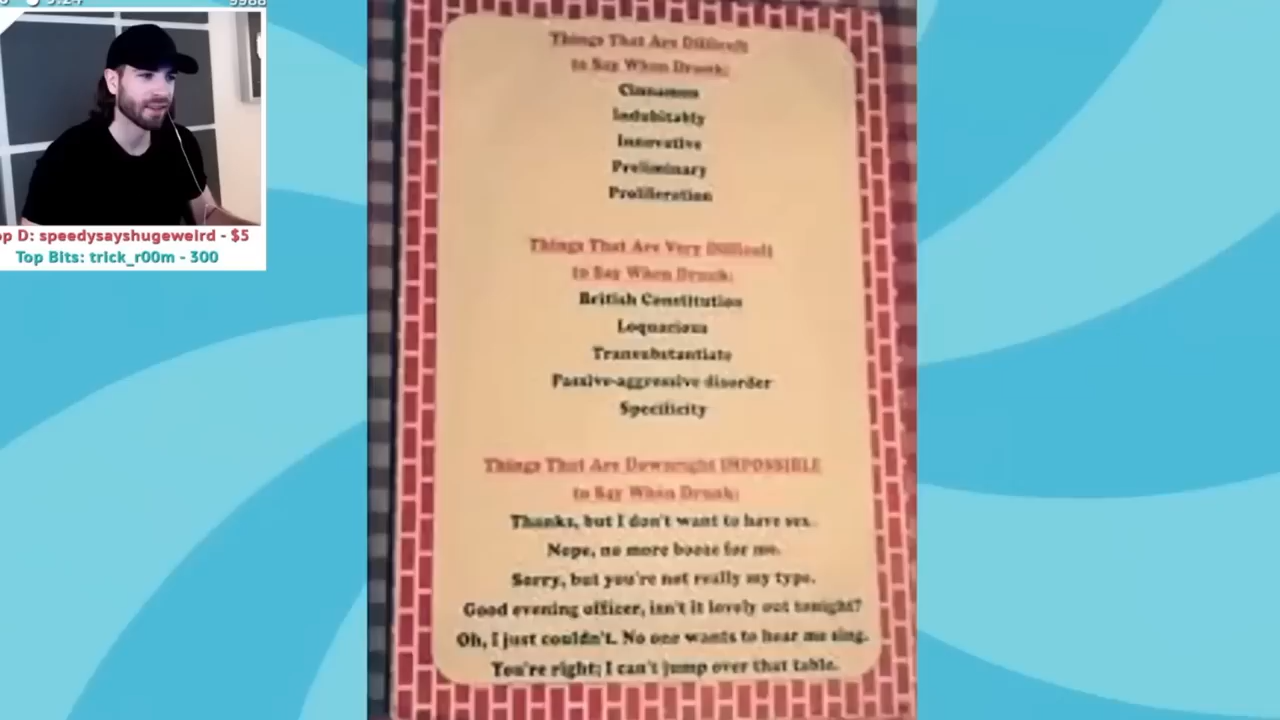 5:24
9988
op D: speedysayshugeweird - $5
Top Bits: trick_r00m - 300
Things That Are Difficult
to Say When Drunk:
Cinnamon
Indubitably
Innovative
Preliminary
Proliferation
Things That Are Very Difficult
to Say When Drunk:
British Constitution
Loquacious
Transubstantiate
Passive-aggressive disorder
Specificity
Things That Are Downright IMPOSSIBLE
to Say When Drunk:
Thanks, but I don't want to have sex.
Nope, no more booze for me.
Sorry, but you're not really my type.
Good evening officer, isn't it lovely out tonight?
Oh, I just couldn't. No one wants to hear me sing.
You're right; I can't jump over that table.